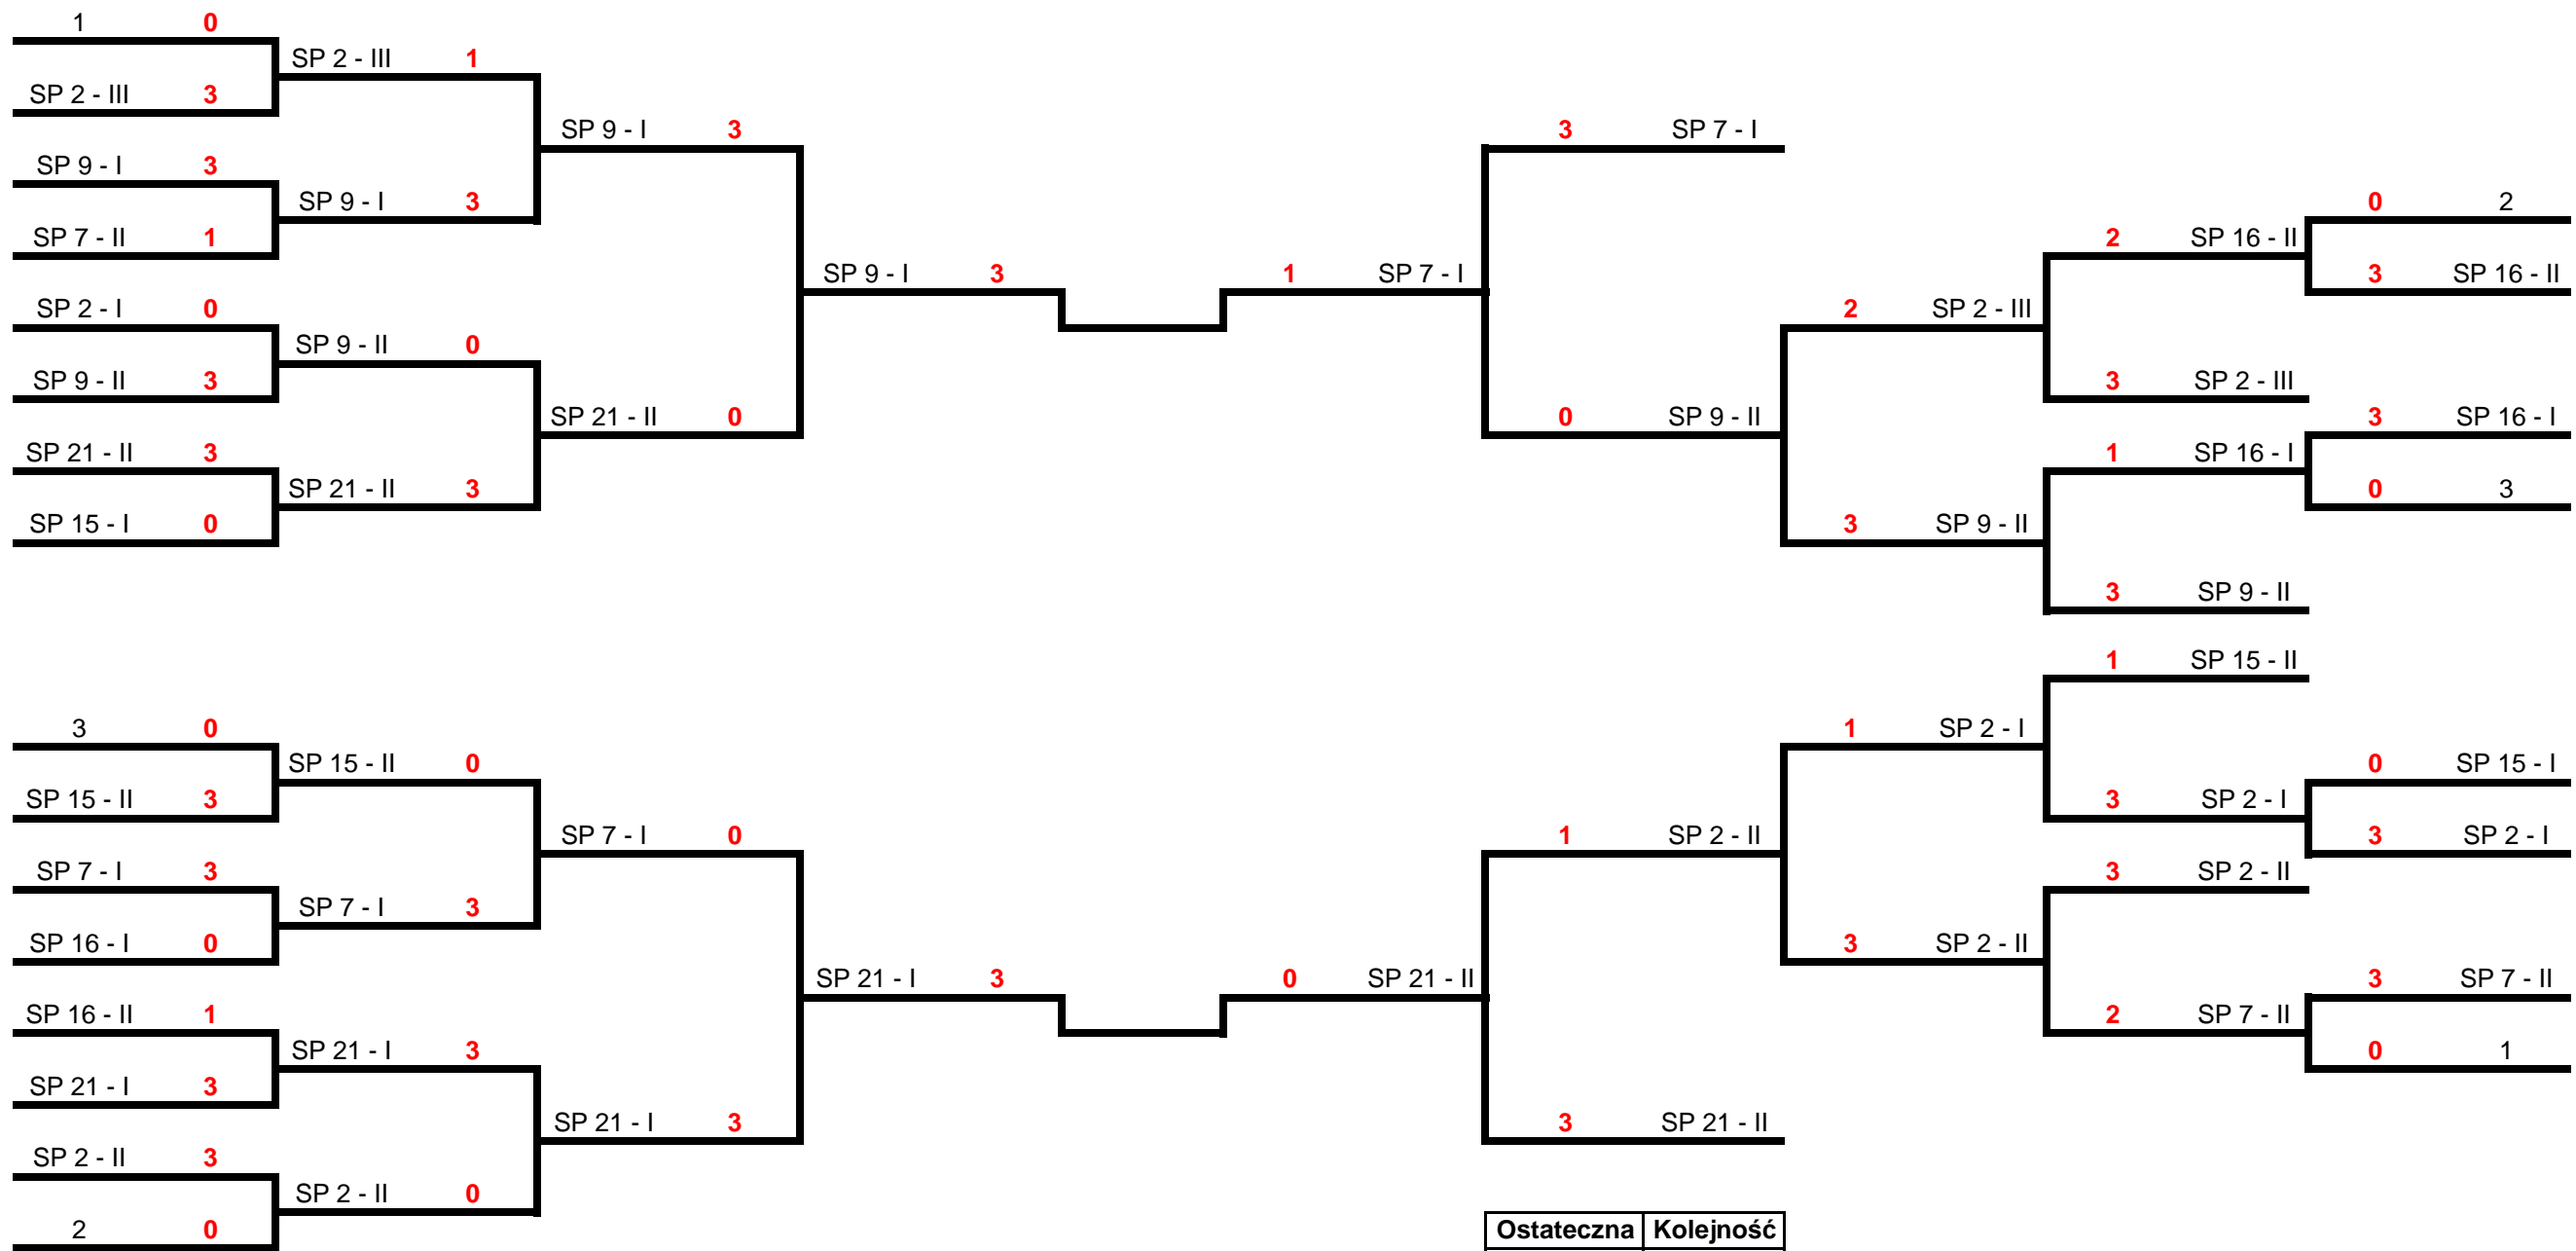 1 0
SP 2 - III 1
SP 2 - III 3
SP 9 - I 3 3 SP 7 - I
SP 9 - I 3
SP 9 - I 3 0 2
SP 7 - II 1 2 SP 16 - II
SP 9 - I 3 1 SP 7 - I 3 SP 16 - II
SP 2 - I 0 2 SP 2 - III
SP 9 - II 0
SP 9 - II 3 3 SP 2 - III
SP 21 - II 0 0 SP 9 - II 3 SP 16 - I
SP 21 - II 3 1 SP 16 - I
SP 21 - II 3 0 3
SP 15 - I 0 3 SP 9 - II
3 SP 9 - II
1 SP 15 - II
3 0 1 SP 2 - I
SP 15 - II 0 0 SP 15 - I
SP 15 - II 3 3 SP 2 - I
SP 7 - I 0 1 SP 2 - II 3 SP 2 - I
SP 7 - I 3 3 SP 2 - II
SP 7 - I 3
SP 16 - I 0 3 SP 2 - II
SP 21 - I 3 0 SP 21 - II 3 SP 7 - II
SP 16 - II 1 2 SP 7 - II
SP 21 - I 3 0 1
SP 21 - I 3
SP 21 - I 3 3 SP 21 - II
SP 2 - II 3
SP 2 - II 0
2 0
Ostateczna Kolejność